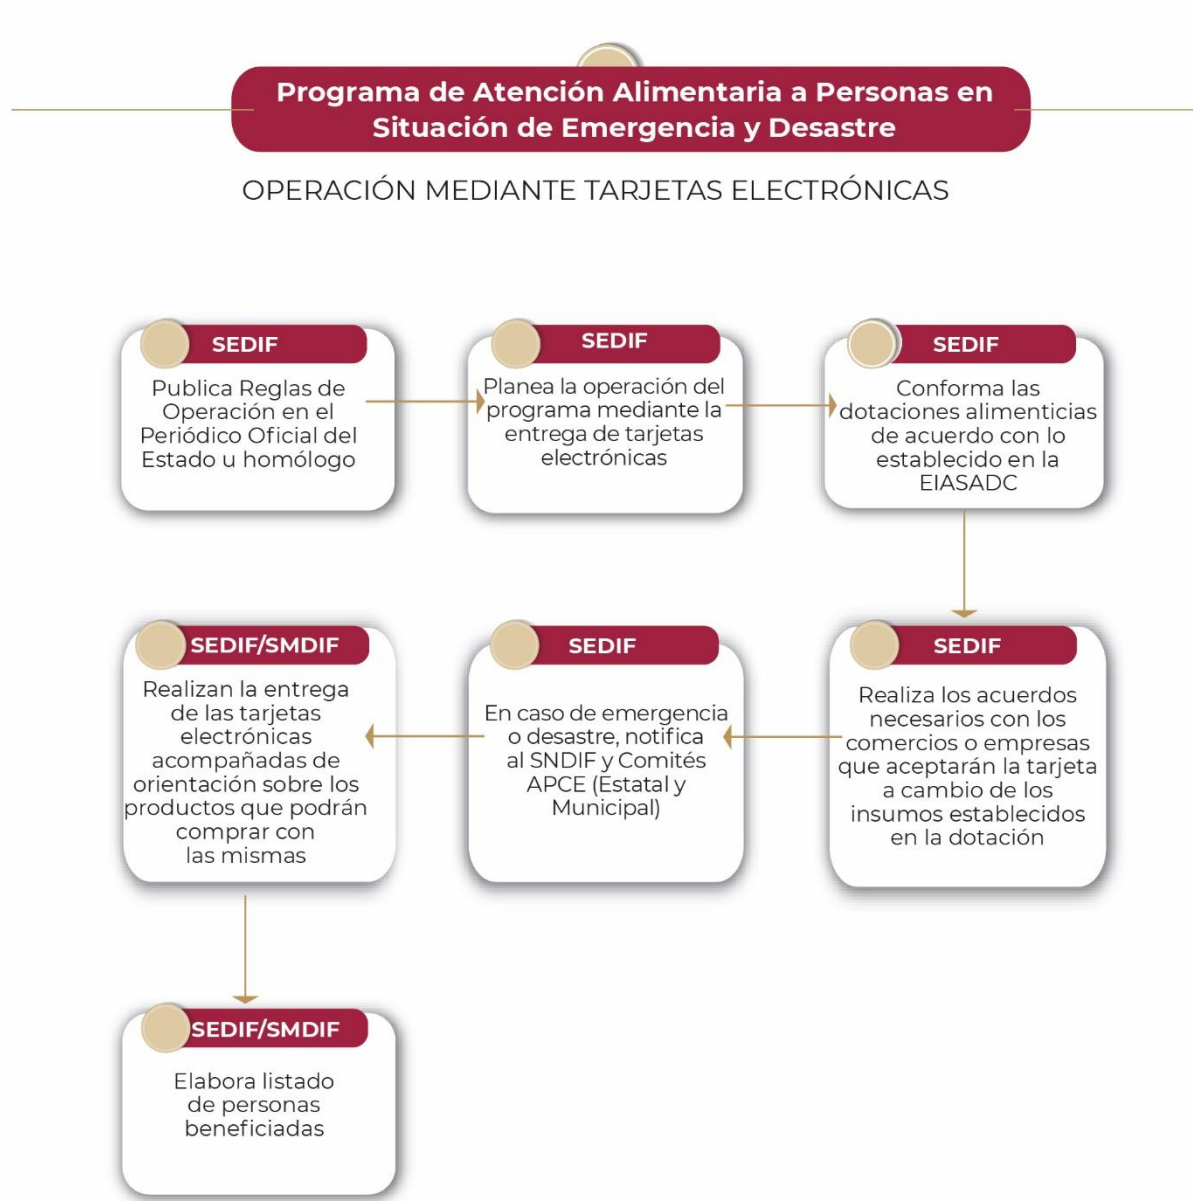 Programa de Atención Alimentaria a Personas en
Situación de Emergencia y Desastre
OPERACIÓN MEDIANTE TARJETAS ELECTRÓNICAS
SEDIF
Publica Reglas de
Operación en el
Periódico Oficial del
Estado u homólogo
SEDIF
Planea la operación del
programa mediante la
entrega de tarjetas
electrónicas
SEDIF
Conforma las
dotaciones alimenticias
de acuerdo con lo
establecido en la
EIASADC
SEDIF
Realiza los acuerdos
necesarios con los
comercios o empresas
que aceptarán la tarjeta
a cambio de los
insumos establecidos
en la dotación
SEDIF
En caso de emergencia
o desastre, notifica
al SNDIF y Comités
APCE (Estatal y
Municipal)
SEDIF/SMDIF
Realizan la entrega
de las tarjetas
electrónicas
acompañadas de
orientación sobre los
productos que podrán
comprar con
las mismas
SEDIF/SMDIF
Elabora listado
de personas
beneficiadas